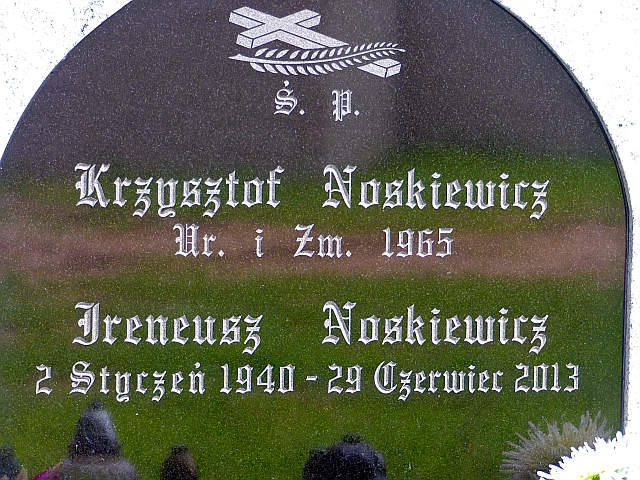 Ś. P.
Krzysztof Noskiewicz
Ur. i Zm. 1965
Ireneusz Noskiewicz
2 Styczeń 1940 - 29 Czerwiec 2013